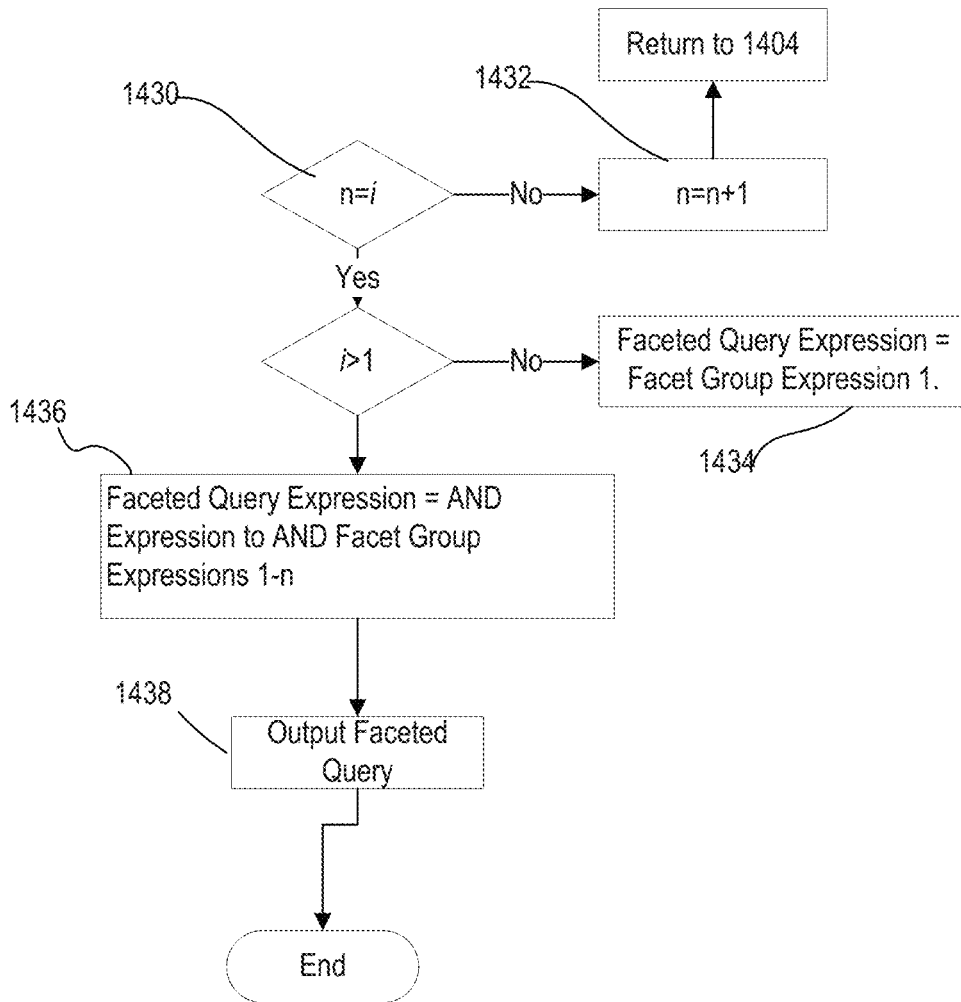 Return to 1404
1430
1432
n=i
No
n=n+1
Yes
i>1
No
Faceted Query Expression =
Facet Group Expression 1.
1436
1434
Faceted Query Expression = AND
Expression to AND Facet Group
Expressions 1-n
1438
Output Faceted
Query
End